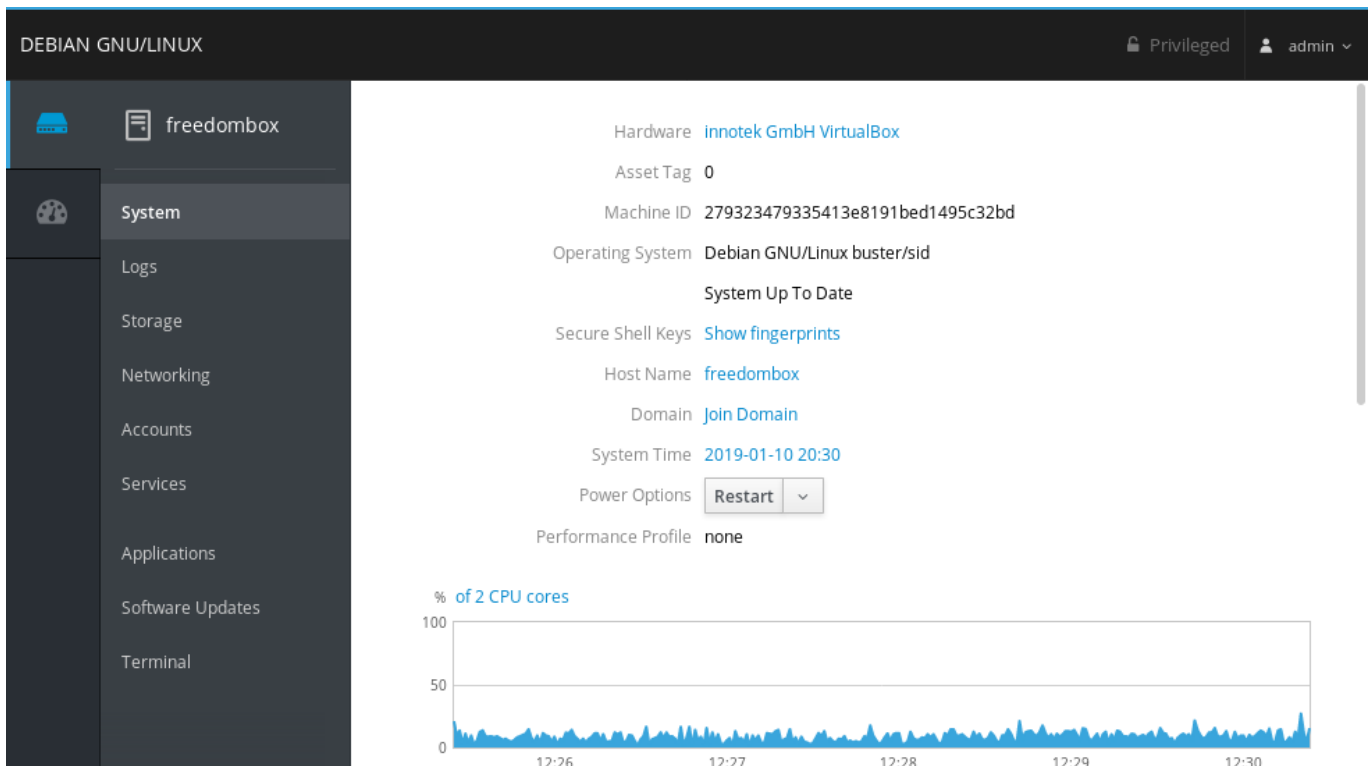 DEBIAN GNU/LINUX
Privileged
admin
freedombox
System
Logs
Storage
Networking
Accounts
Services
Applications
Software Updates
Terminal
Hardware innotek GmbH VirtualBox
Asset Tag 0
Machine ID 279323479335413e8191bed1495c32bd
Operating System Debian GNU/Linux buster/sid
System Up To Date
Secure Shell Keys Show fingerprints
Host Name freedombox
Domain Join Domain
System Time 2019-01-10 20:30
Power Options Restart
Performance Profile none
% of 2 CPU cores
100
50
0
12:26 12:27 12:28 12:29 12:30